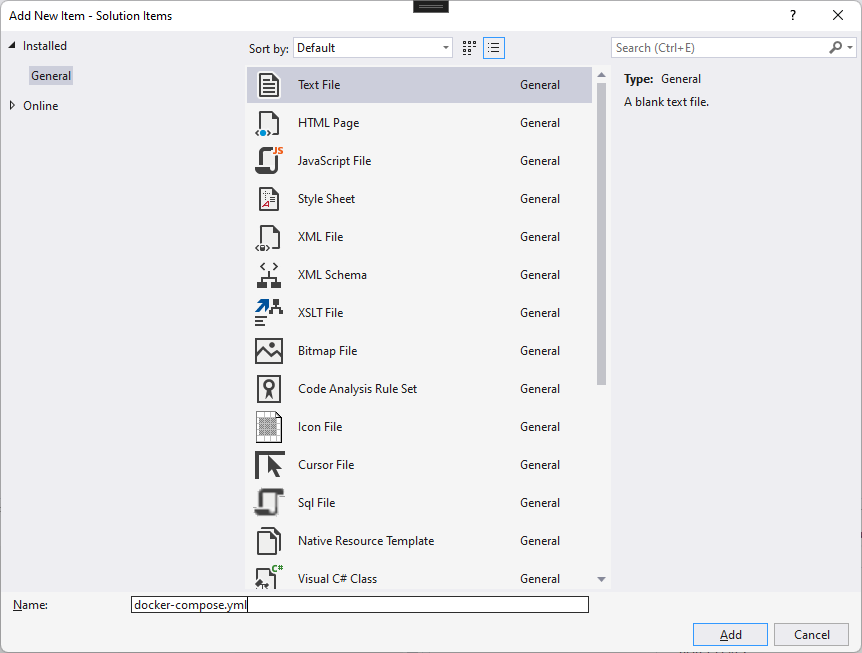 Add New Item - Solution Items
?
Installed
General
Online
Sort by: Default
Search (Ctrl+E)
Text File General
HTML Page General
JS
JavaScript File General
Style Sheet General
XML File General
XML Schema General
XSLT File General
Bitmap File General
Code Analysis Rule Set General
Icon File General
Cursor File General
Sql File General
Native Resource Template General
C#
Visual C# Class General
Type: General
A blank text file.
Name: docker-compose.yml
Add Cancel